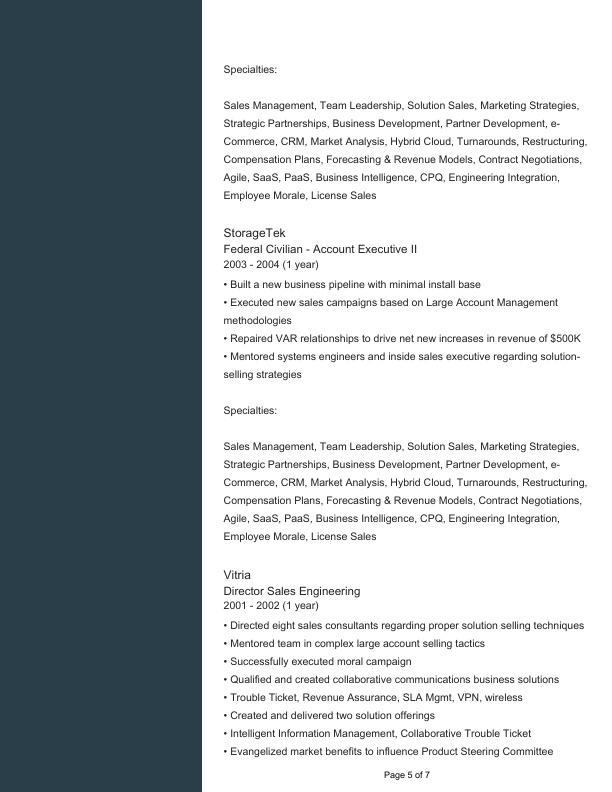 Specialties:
Sales Management, Team Leadership, Solution Sales, Marketing Strategies,
Strategic Partnerships, Business Development, Partner Development, e-
Commerce, CRM, Market Analysis, Hybrid Cloud, Turnarounds, Restructuring,
Compensation Plans, Forecasting & Revenue Models, Contract Negotiations,
Agile, SaaS, PaaS, Business Intelligence, CPQ, Engineering Integration,
Employee Morale, License Sales
StorageTek
Federal Civilian - Account Executive II
2003 - 2004 (1 year)
• Built a new business pipeline with minimal install base
• Executed new sales campaigns based on Large Account Management
methodologies
• Repaired VAR relationships to drive net new increases in revenue of $500K
• Mentored systems engineers and inside sales executive regarding solution-
selling strategies
Specialties:
Sales Management, Team Leadership, Solution Sales, Marketing Strategies,
Strategic Partnerships, Business Development, Partner Development, e-
Commerce, CRM, Market Analysis, Hybrid Cloud, Turnarounds, Restructuring,
Compensation Plans, Forecasting & Revenue Models, Contract Negotiations,
Agile, SaaS, PaaS, Business Intelligence, CPQ, Engineering Integration,
Employee Morale, License Sales
Vitria
Director Sales Engineering
2001 - 2002 (1 year)
• Directed eight sales consultants regarding proper solution selling techniques
• Mentored team in complex large account selling tactics
• Successfully executed moral campaign
• Qualified and created collaborative communications business solutions
• Trouble Ticket, Revenue Assurance, SLA Mgmt, VPN, wireless
• Created and delivered two solution offerings
• Intelligent Information Management, Collaborative Trouble Ticket
• Evangelized market benefits to influence Product Steering Committee
Page 5 of 7